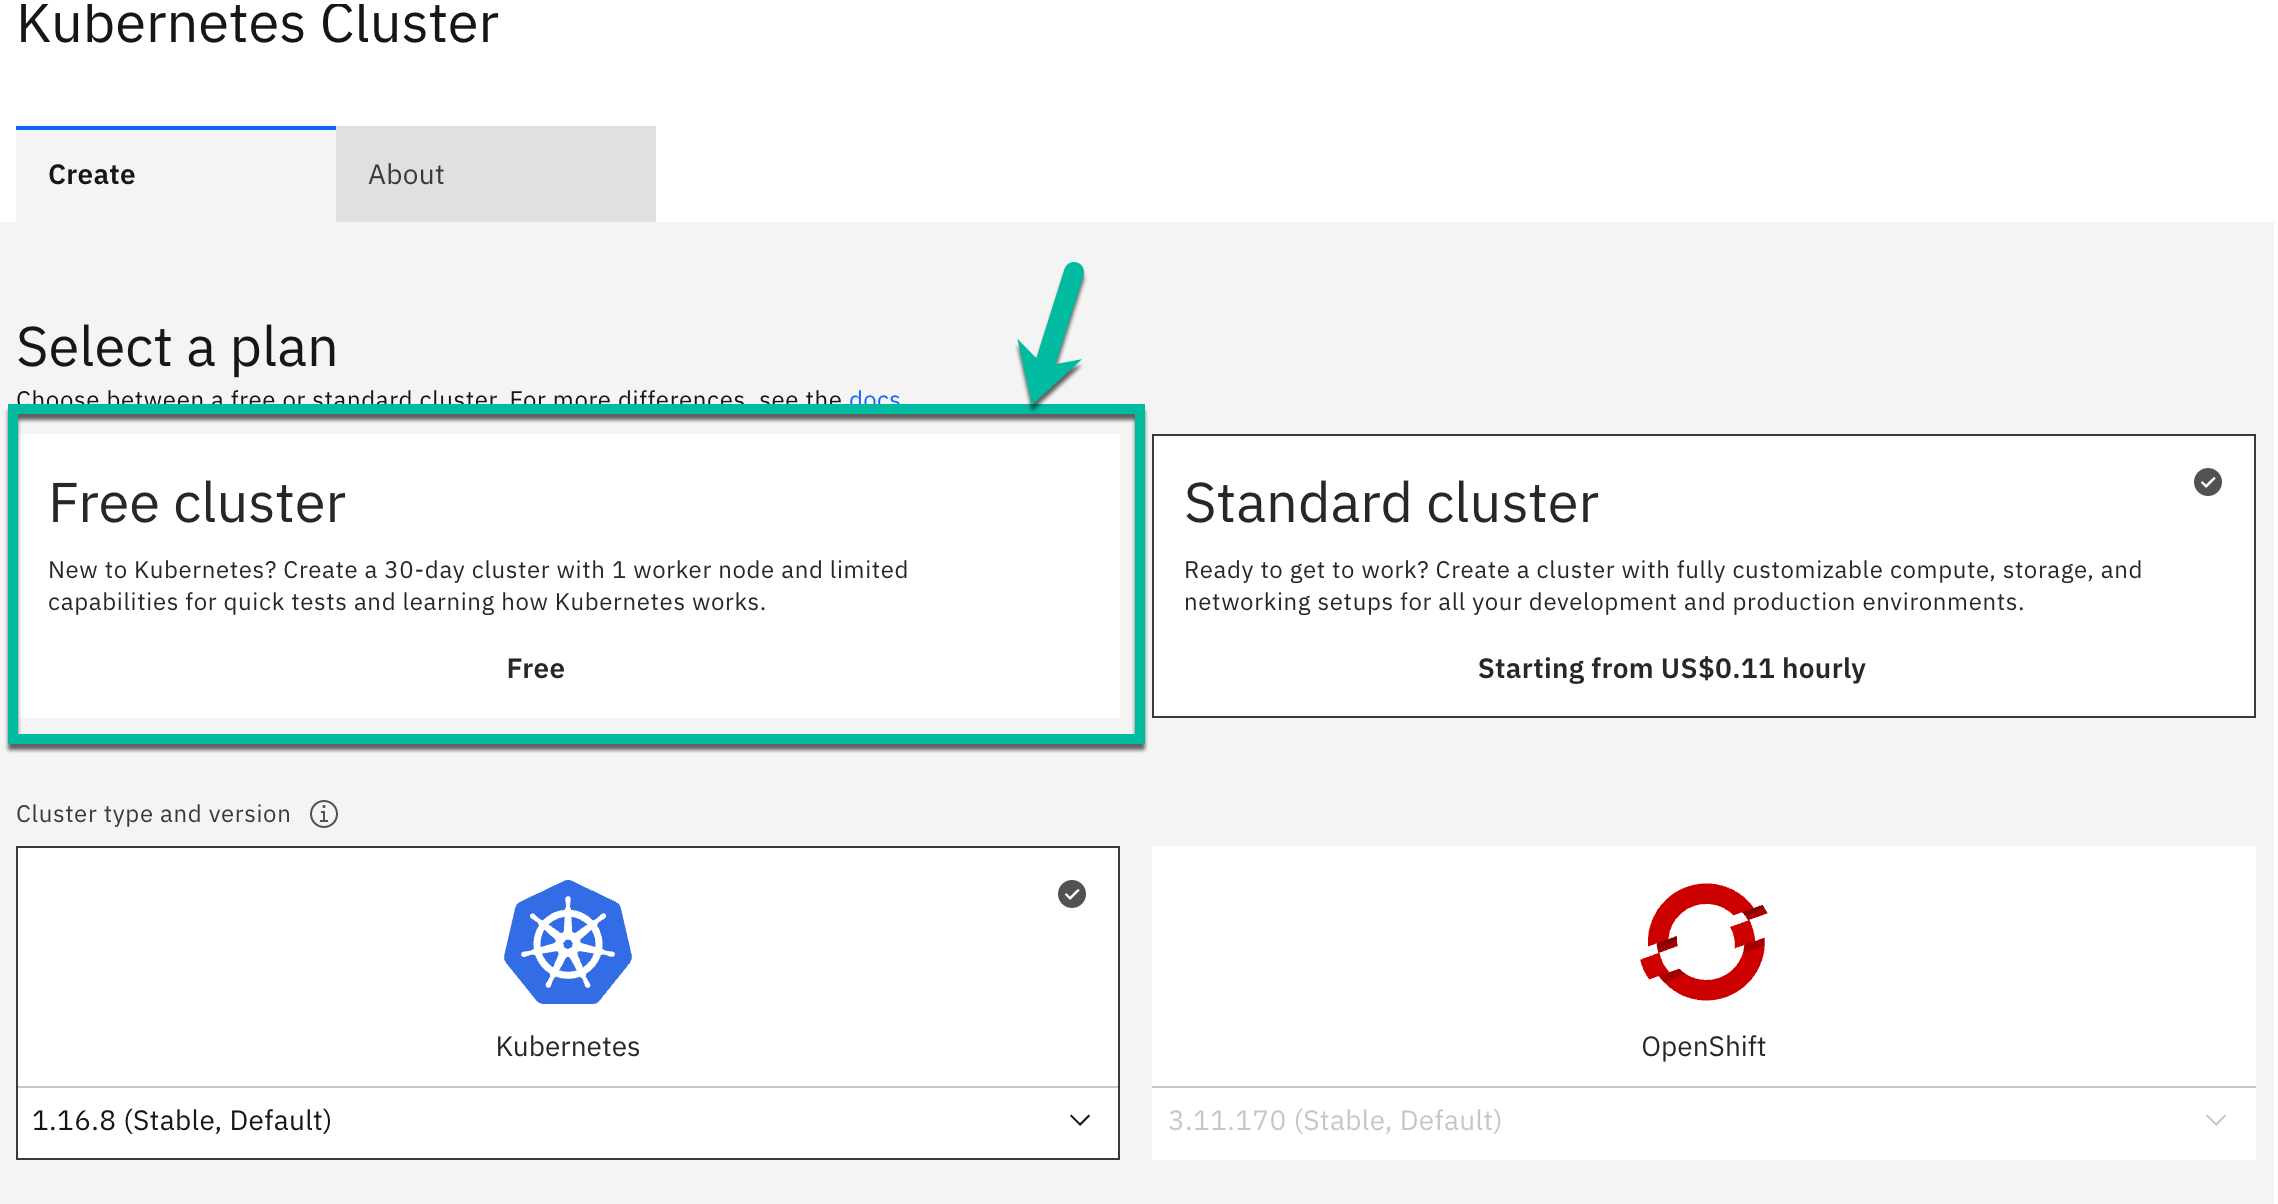 Kubernetes Cluster
Create
About
Select a plan
Choose between a free or standard cluster. For more differences, see the docs
Free cluster
New to Kubernetes? Create a 30-day cluster with 1 worker node and limited
capabilities for quick tests and learning how Kubernetes works.
Free
Standard cluster
Ready to get to work? Create a cluster with fully customizable compute, storage, and
networking setups for all your development and production environments.
Starting from US$0.11 hourly
Cluster type and version
Kubernetes
1.16.8 (Stable, Default)
OpenShift
3.11.170 (Stable, Default)